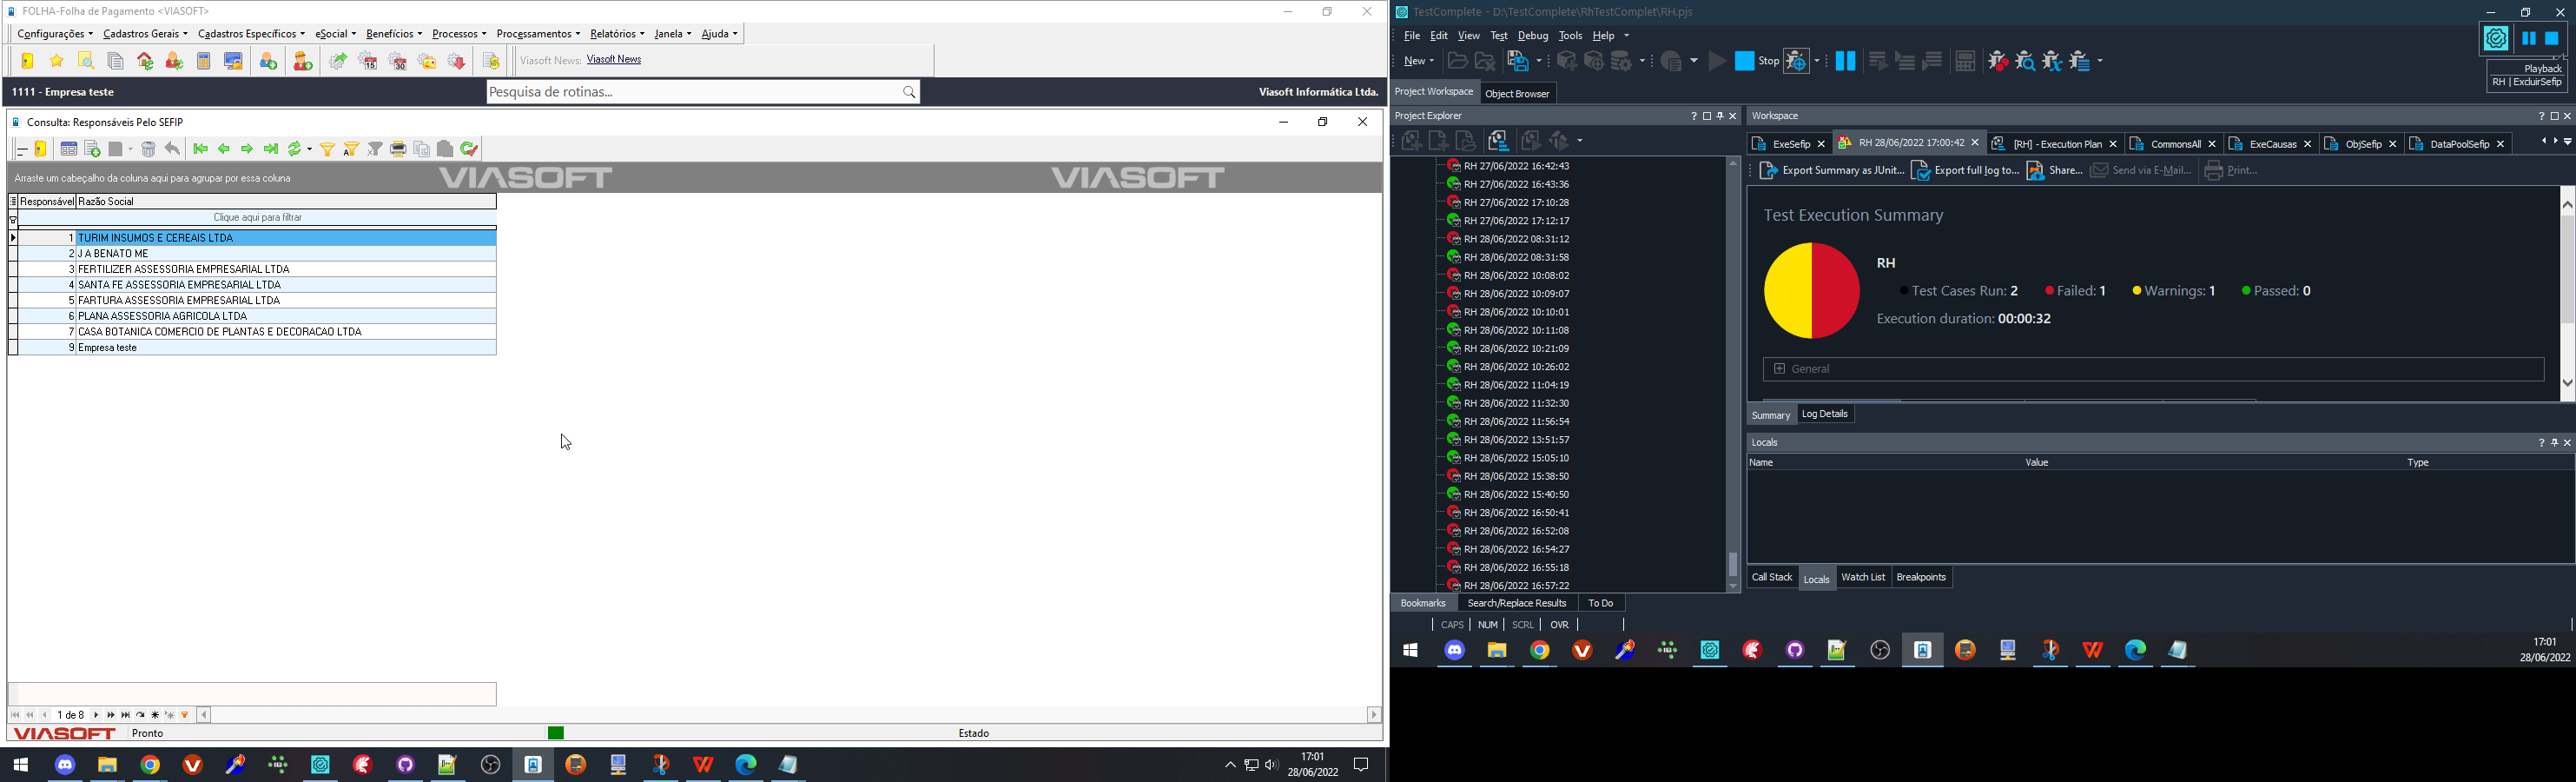 FOLHA-Folha de Pagamento <VIASOFT>
Configurações Cadastros Gerais Cadastros Específicos eSocial Benefícios Processos Processamentos Relatórios Janela Ajuda
15 30 Viasoft News: Viasoft News
1111 - Empresa teste
Pesquisa de rotinas...
Viasoft Informática Ltda.
Consulta: Responsáveis Pelo SEFIP
Arraste um cabeçalho da coluna aqui para agrupar por essa coluna
VIASOFT VIASOFT
Responsável Razão Social
Clique aqui para filtrar
1 TURIM INSUMOS E CEREAIS LTDA
2 J A BENATO ME
3 FERTILIZER ASSESSORIA EMPRESARIAL LTDA
4 SANTA FE ASSESSORIA EMPRESARIAL LTDA
5 FARTURA ASSESSORIA EMPRESARIAL LTDA
6 PLANA ASSESSORIA AGRICOLA LTDA
7 CASA BOTANICA COMERCIO DE PLANTAS E DECORACAO LTDA
9 Empresa teste
1 de 8
VIASOFT Pronto Estado
17:01
28/06/2022
TestComplete - D:\TestComplete\RhTestComplet\RH.pjs
File Edit View Test Debug Tools Help
New Stop
Playback
RH | ExcluirSefip
Project Workspace Object Browser
Project Explorer
RH 27/06/2022 16:42:43
RH 27/06/2022 16:43:36
RH 27/06/2022 17:10:28
RH 27/06/2022 17:12:17
RH 28/06/2022 08:31:12
RH 28/06/2022 08:31:58
RH 28/06/2022 10:08:02
RH 28/06/2022 10:09:07
RH 28/06/2022 10:10:01
RH 28/06/2022 10:11:08
RH 28/06/2022 10:21:09
RH 28/06/2022 10:26:02
RH 28/06/2022 11:04:19
RH 28/06/2022 11:32:30
RH 28/06/2022 11:56:54
RH 28/06/2022 13:51:57
RH 28/06/2022 15:05:10
RH 28/06/2022 15:38:50
RH 28/06/2022 15:40:50
RH 28/06/2022 16:50:41
RH 28/06/2022 16:52:08
RH 28/06/2022 16:54:27
RH 28/06/2022 16:55:18
RH 28/06/2022 16:57:22
Bookmarks Search/Replace Results To Do
CAPS NUM SCRL OVR
Workspace
ExeSefip RH 28/06/2022 17:00:42 [RH] - Execution Plan CommonsAll ExeCausas ObjSefip DataPoolSefip
Export Summary as JUnit... Export full log to... Share... Send via E-Mail... Print...
Test Execution Summary
RH
Test Cases Run: 2 Failed: 1 Warnings: 1 Passed: 0
Execution duration: 00:00:32
General
Summary Log Details
Locals
Name Value Type
Call Stack Locals Watch List Breakpoints
17:01
28/06/2022